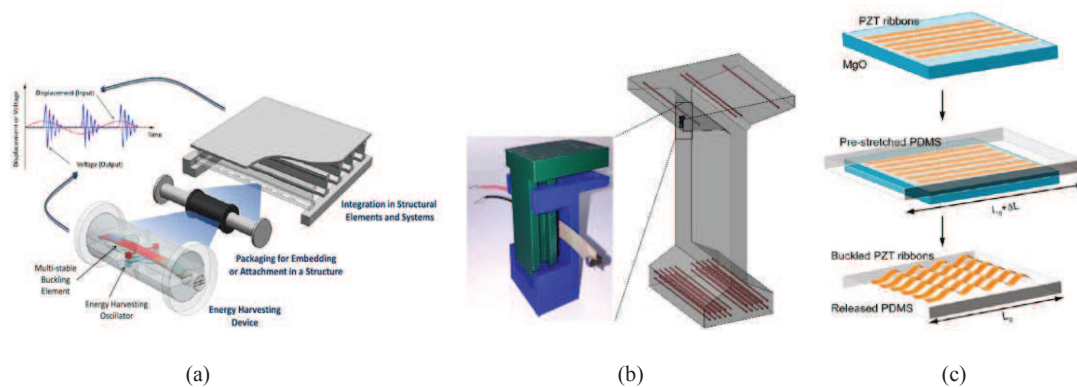 Displacement or Voltage
Displacement (Input)
Time
Voltage (Output)
Integration in Structural
Elements and Systems
Packaging for Embedding
or Attachment in a Structure
Multi-stable
Buckling
Element
Energy Harvesting
Oscillator
Energy Harvesting
Device
(a)
(b)
PZT ribbons
MgO
Pre-stretched PDMS
L₀+ΔL
Buckled PZT ribbons
Released PDMS
L₀
(c)